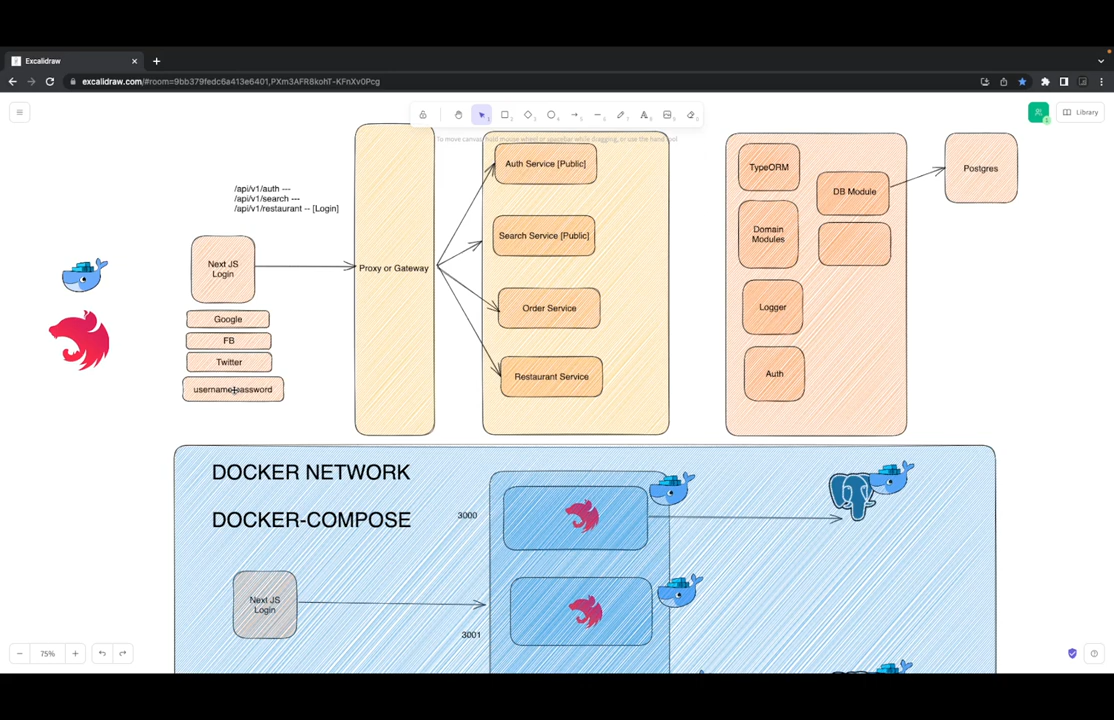 Excalidraw
excalidraw.com/#room=9bb379fedc6a413e6401,PXm3AFR8kohT-KFnXv0Pcg
Library
To move canvas, hold mouse wheel or spacebar while dragging, or use the hand tool
/api/v1/auth ---
/api/v1/search ---
/api/v1/restaurant -- [Login]
Next JS
Login
Google
FB
Twitter
username password
Proxy or Gateway
Auth Service [Public]
Search Service [Public]
Order Service
Restaurant Service
TypeORM
Domain
Modules
Logger
Auth
DB Module
Postgres
DOCKER NETWORK
DOCKER-COMPOSE
3000
Next JS
Login
3001
75%